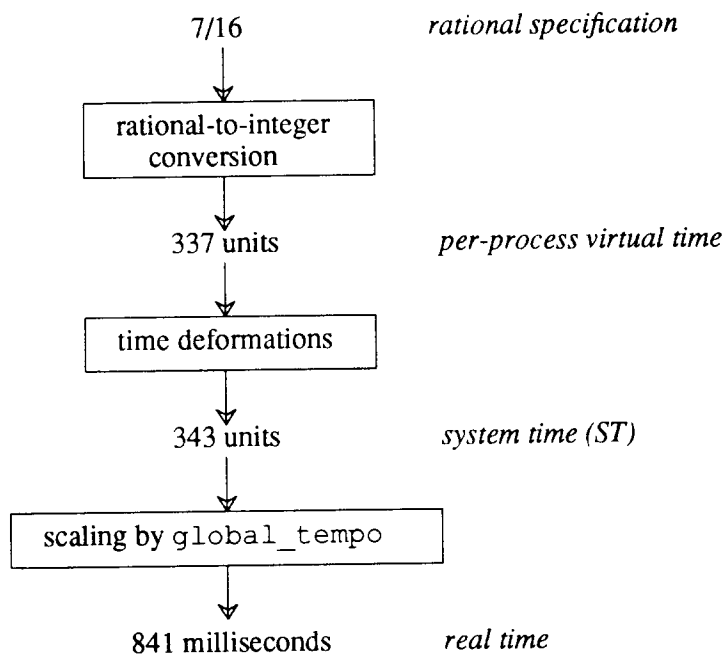 7/16 rational specification
rational-to-integer
conversion
337 units per-process virtual time
time deformations
343 units system time (ST)
scaling by global_tempo
841 milliseconds real time